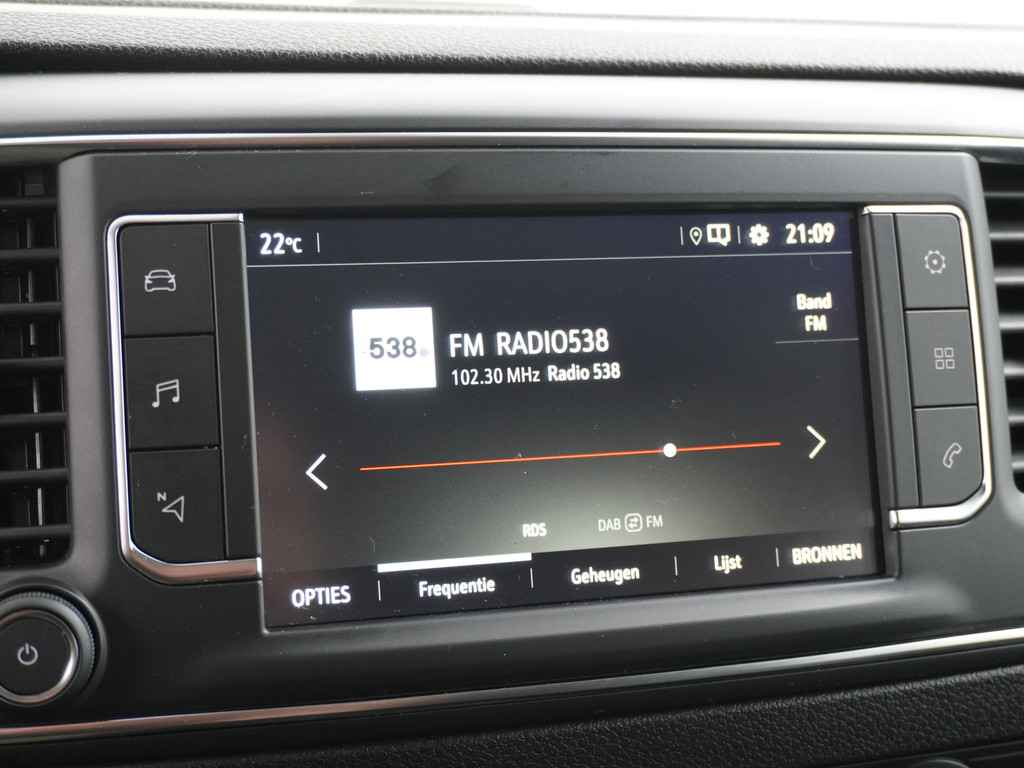 22°C
21:09
Band
FM
538
FM RADIO538
102.30 MHz Radio 538
RDS
DAB FM
OPTIES
Frequentie
Geheugen
Lijst
BRONNEN
N